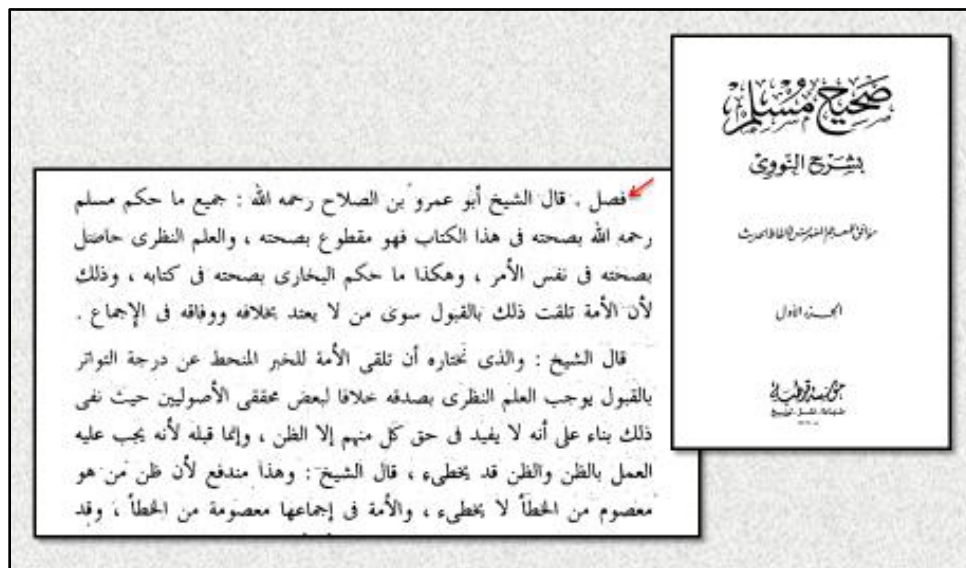 صحيح مسلم
بشرح النووي
الجزء الأول
فصل . قال الشيخ أبو عمرو بن الصلاح رحمه الله : جميع ما حكم مسلم
رحمه الله بصحته فى هذا الكتاب فهو مقطوع بصحته ، والعلم النظرى حاصل
بصحته فى نفس الأمر ، وهكذا ما حكم البخارى بصحته فى كتابه ، وذلك
لأن الأمة تلقت ذلك بالقبول سوى من لا يعتد بخلافه ووفاقه فى الإجماع .
قال الشيخ : والذى نختاره أن تلقى الأمة للخبر المنحط عن درجة التواتر
بالقبول يوجب العلم النظرى بصدقه خلافا لبعض محققى الأصوليين حيث نفى
ذلك بناء على أنه لا يفيد فى حق كل منهم إلا الظن ، وإنما قبله لأنه يجب عليه
العمل بالظن والظن قد يخطىء ، قال الشيخ : وهذا مندفع لأن ظن من هو
معصوم من الخطأ لا يخطىء ، والأمة فى إجماعها معصومة من الخطأ ، وقد